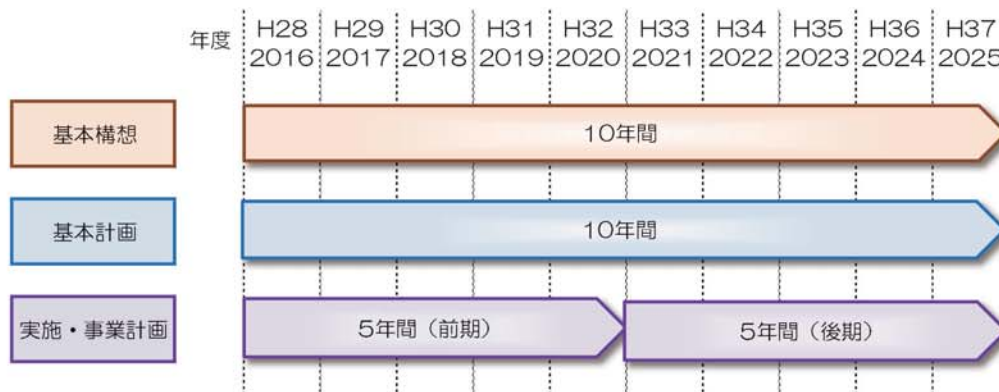 年度
H28 H29 H30 H31 H32 H33 H34 H35 H36 H37
2016 2017 2018 2019 2020 2021 2022 2023 2024 2025
基本構想
10年間
基本計画
10年間
実施・事業計画
5年間（前期）
5年間（後期）